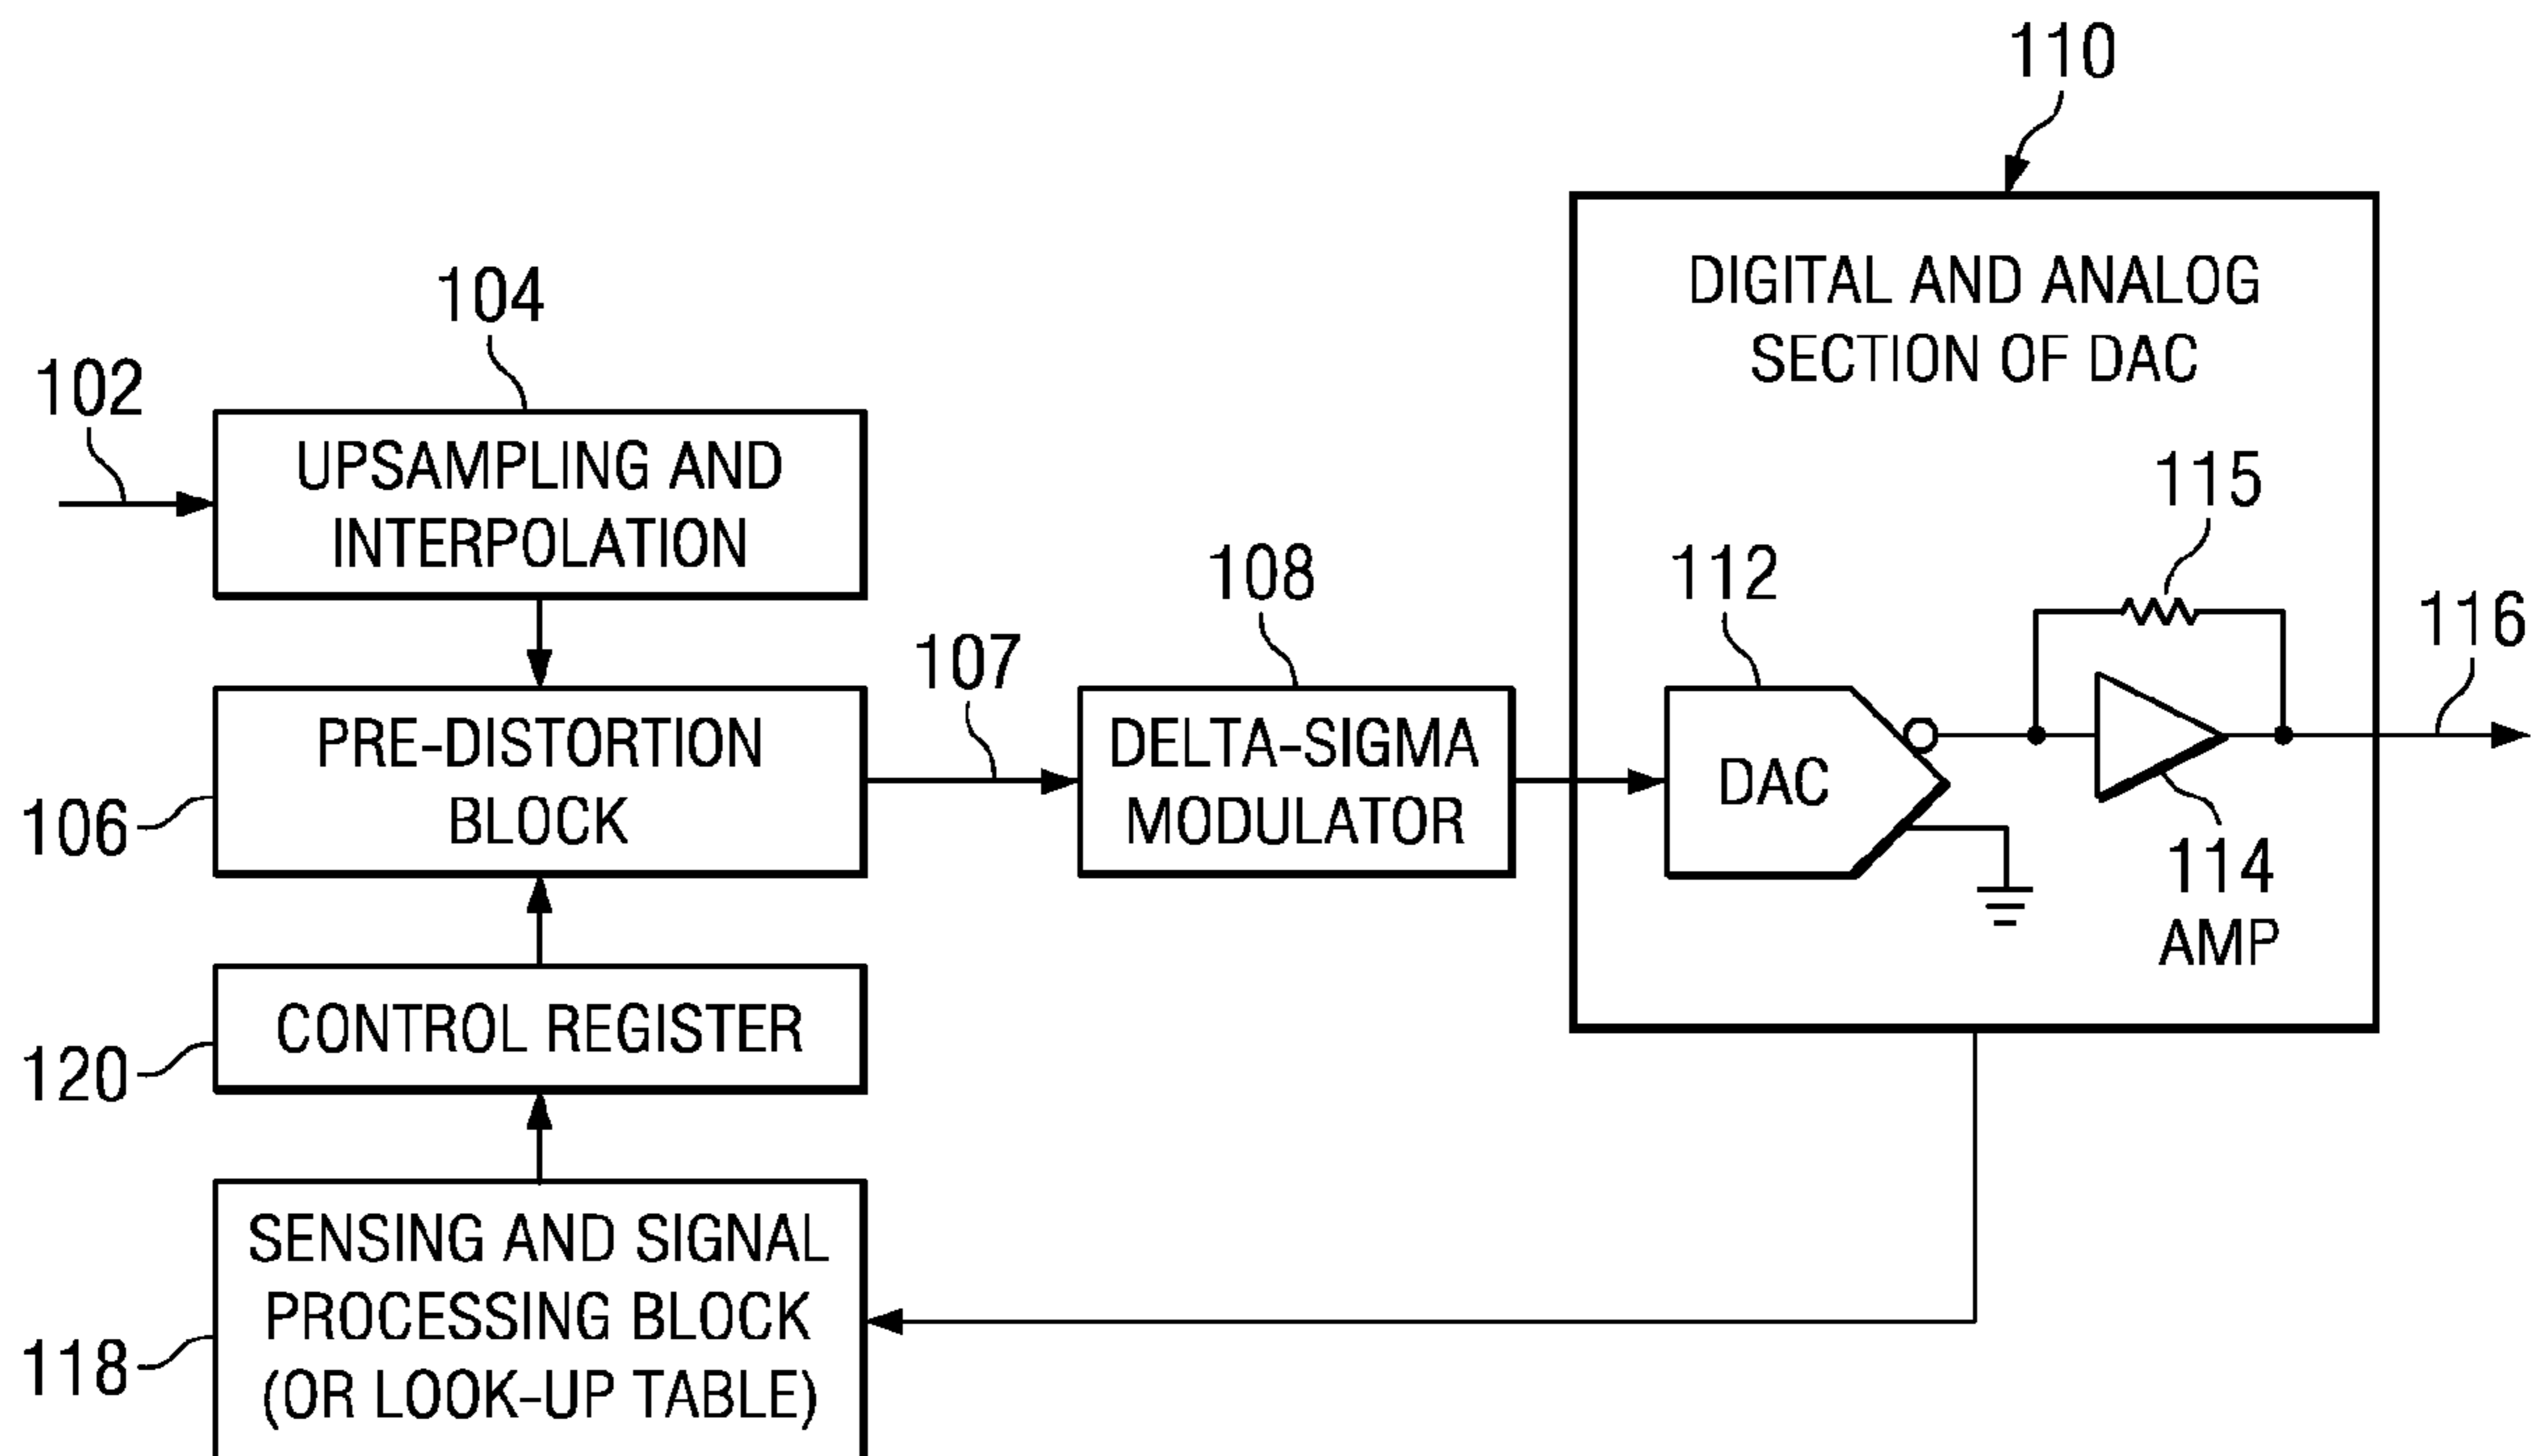 110
DIGITAL AND ANALOG
SECTION OF DAC
104
102
UPSAMPLING AND
INTERPOLATION
115
108
112
116
107
PRE-DISTORTION
BLOCK
106
DELTA-SIGMA
MODULATOR
DAC
114
AMP
CONTROL REGISTER
120
SENSING AND SIGNAL
PROCESSING BLOCK
(OR LOOK-UP TABLE)
118